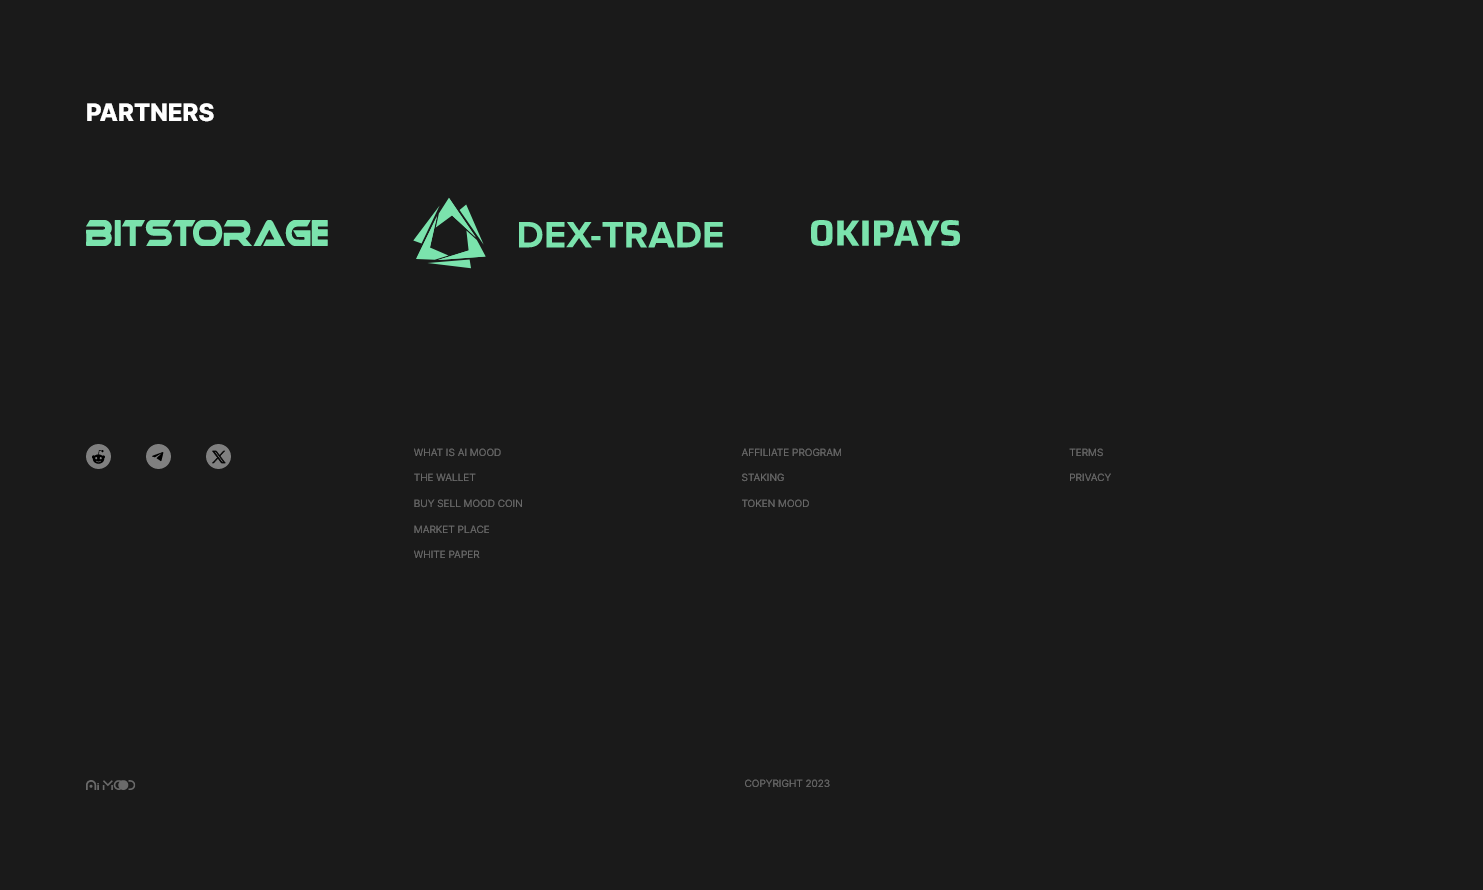 PARTNERS
BITSTORAGE
DEX-TRADE
OKIPAYS
WHAT IS AI MOOD
THE WALLET
BUY SELL MOOD COIN
MARKET PLACE
WHITE PAPER
AFFILIATE PROGRAM
STAKING
TOKEN MOOD
TERMS
PRIVACY
Ai MOOD
COPYRIGHT 2023